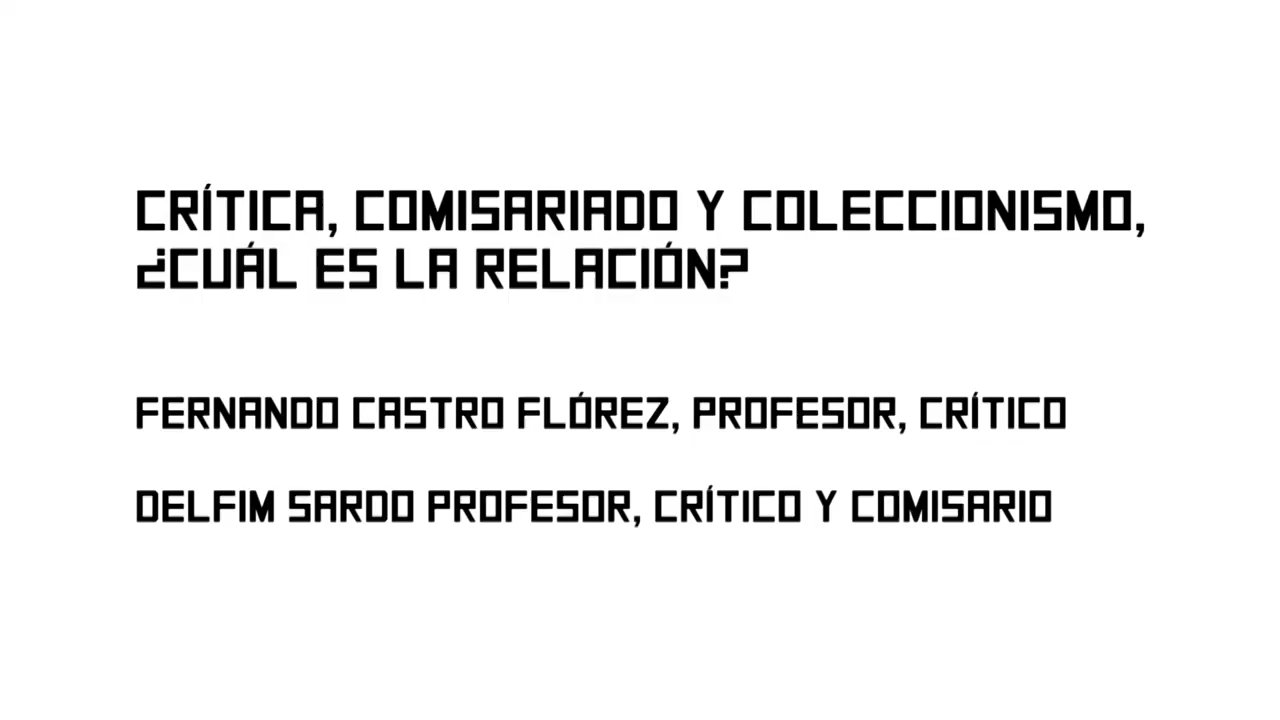 CRÍTICA, COMISARIADO Y COLECCIONISMO,
¿CUÁL ES LA RELACIÓN?
FERNANDO CASTRO FLÓREZ, PROFESOR, CRÍTICO
DELFIM SARDO PROFESOR, CRÍTICO Y COMISARIO